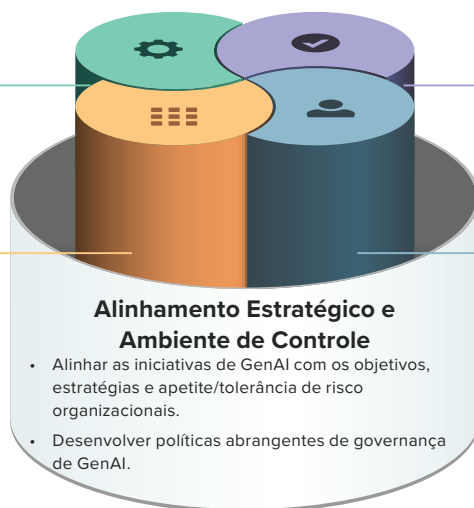 Alinhamento Estratégico e
Ambiente de Controle
• Alinhar as iniciativas de GenAI com os objetivos,
estratégias e apetite/tolerância de risco
organizacionais.
• Desenvolver políticas abrangentes de governança
de GenAI.